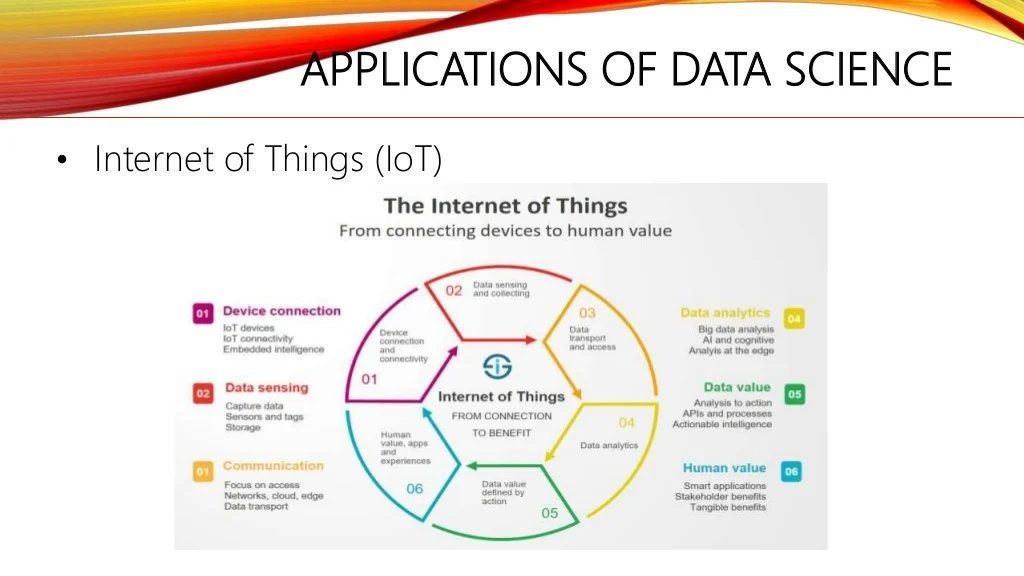 APPLICATIONS OF DATA SCIENCE
• Internet of Things (IoT)
The Internet of Things
From connecting devices to human value
01 Device connection
IoT devices
IoT connectivity
Embedded intelligence
02 Data sensing
Capture data
Sensors and tags
Storage
01 Communication
Focus on access
Networks, cloud, edge
Data transport
Device
connection
and
connectivity
01
02
Data sensing
and collecting
03
Data
transport
and access
04
Data analytics
Data value
defined by
action
05
Human
value, apps
and
experiences
06
SiG
Internet of Things
FROM CONNECTION
TO BENEFIT
Data analytics 04
Big data analysis
AI and cognitive
Analyis at the edge
Data value 05
Analysis to action
APIs and processes
Actionable intelligence
Human value 06
Smart applications
Stakeholder benefits
Tangible benefits